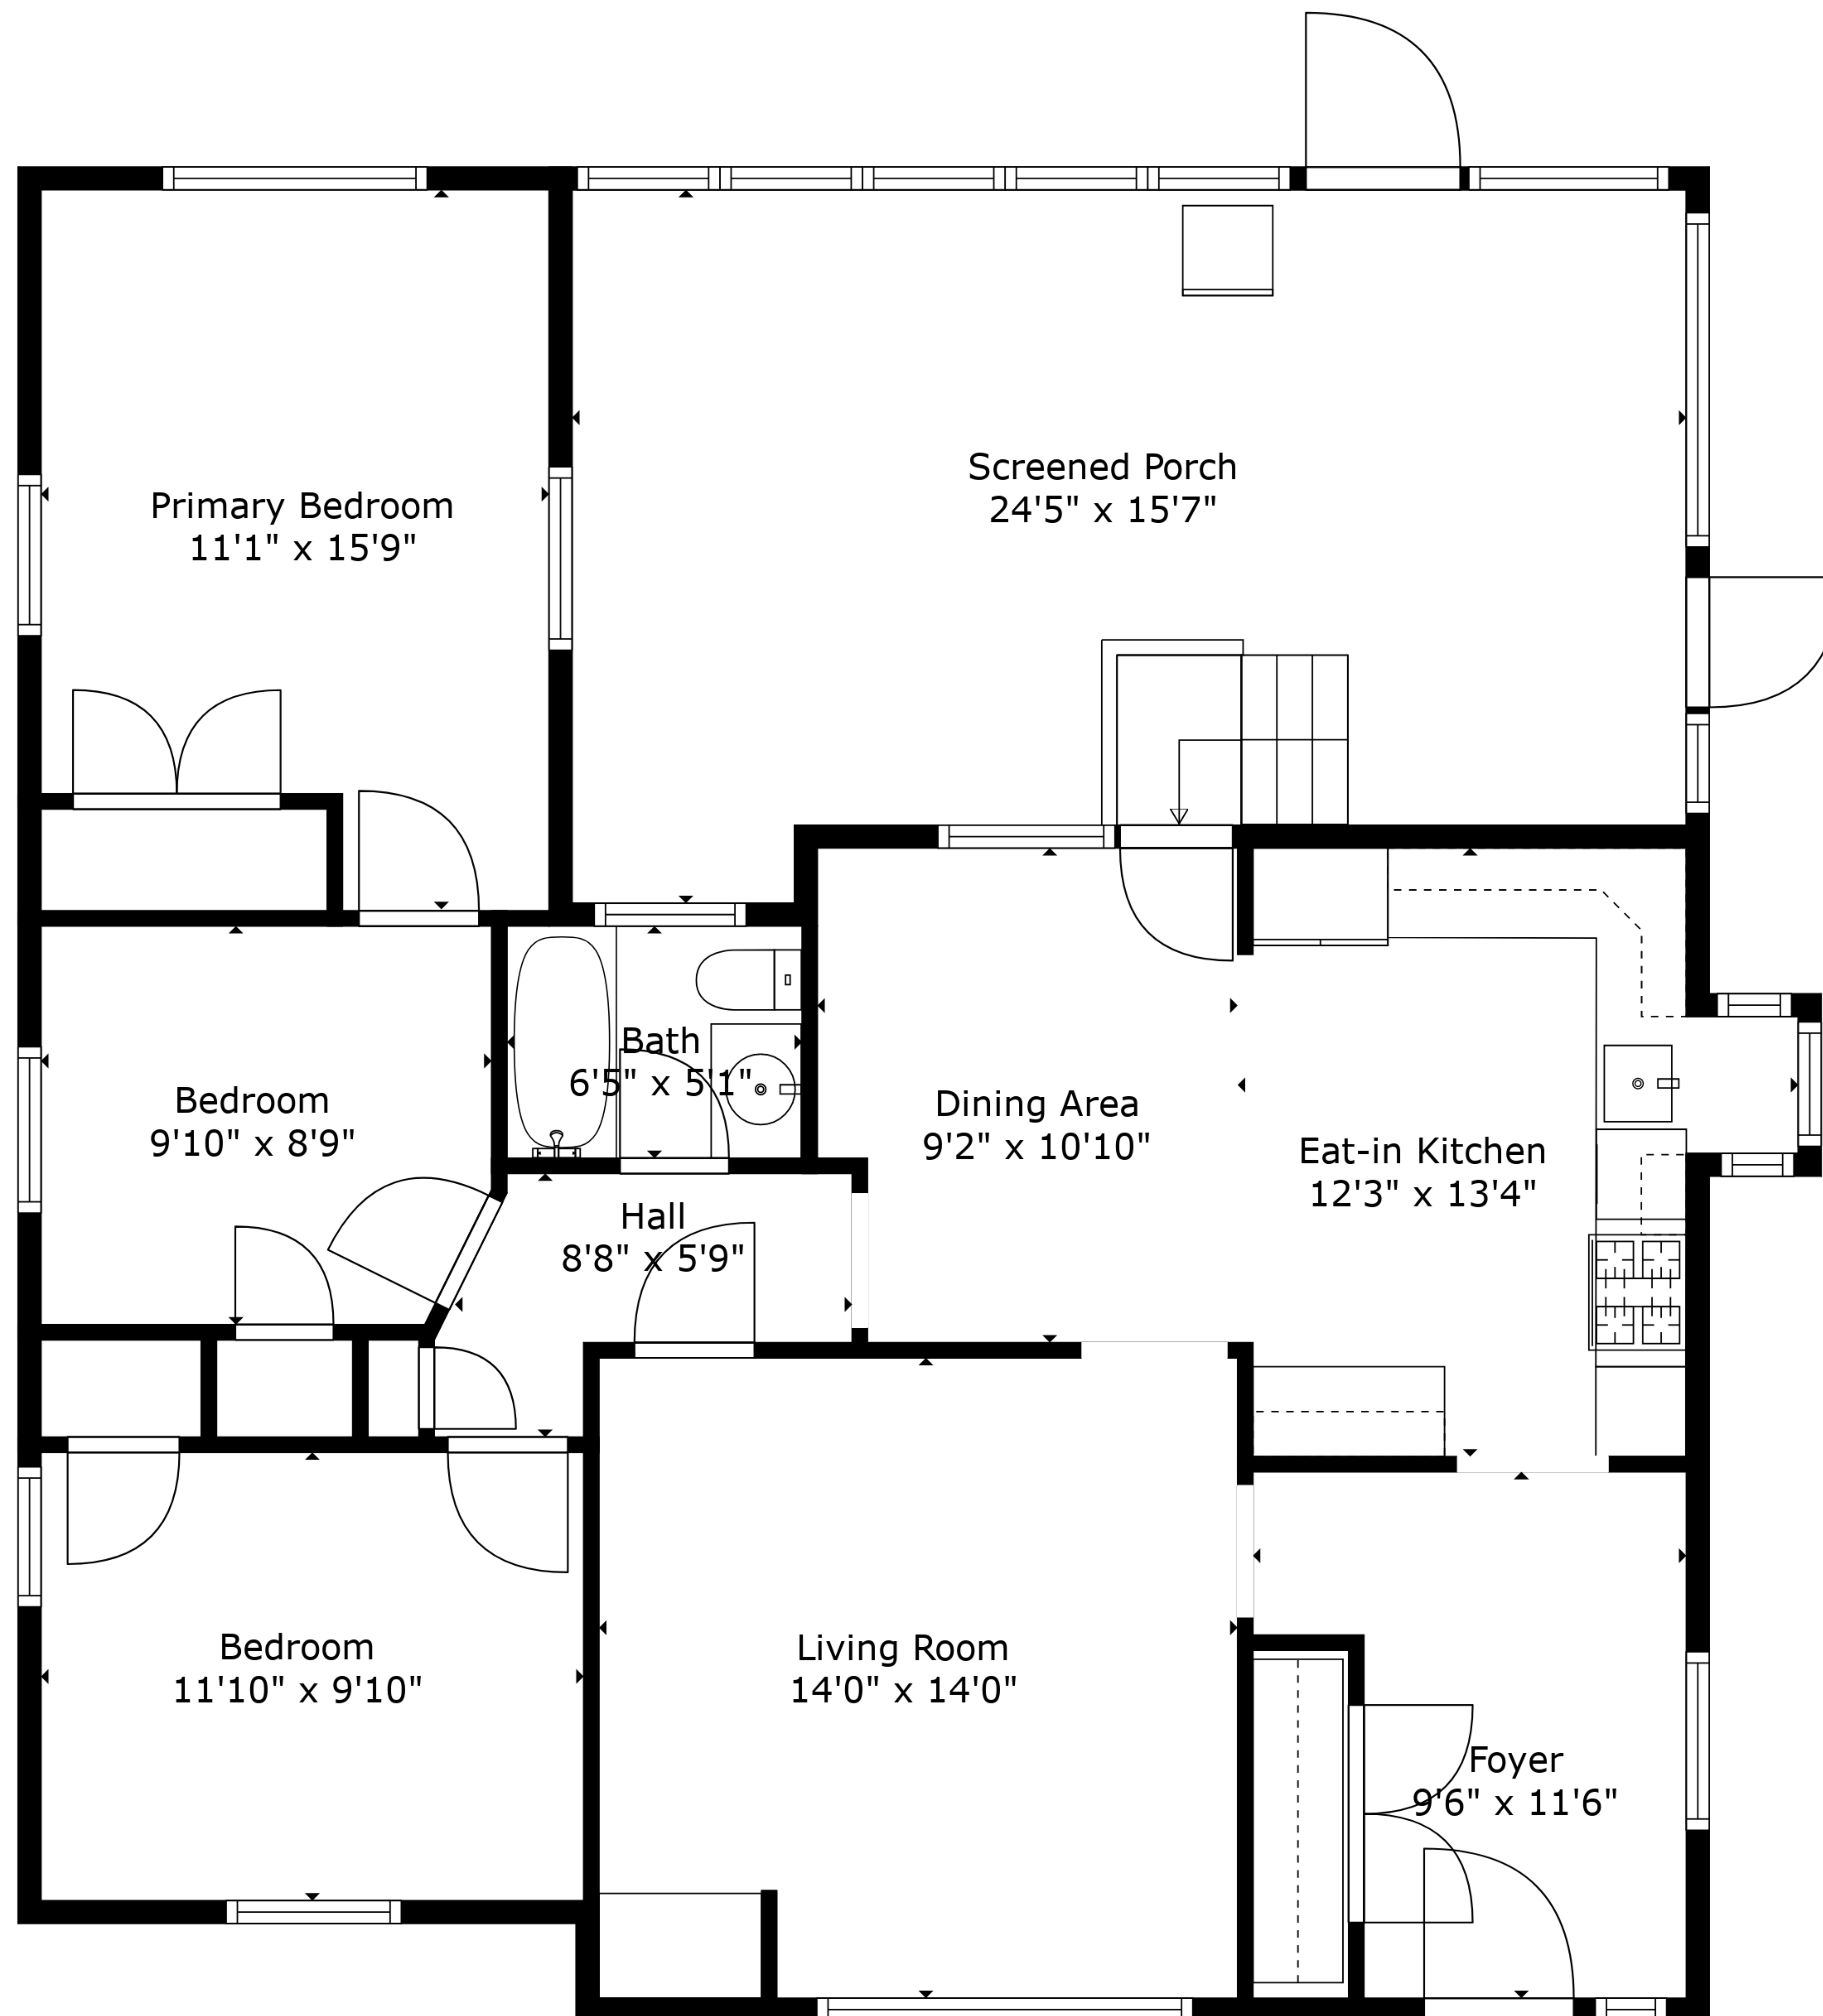 Screened Porch
24'5" x 15'7"
Primary Bedroom
11'1" x 15'9"
Bath
6'5" x 5'1"
Bedroom
9'10" x 8'9"
Dining Area
9'2" x 10'10"
Eat-in Kitchen
12'3" x 13'4"
Hall
8'8" x 5'9"
Bedroom
11'10" x 9'10"
Living Room
14'0" x 14'0"
Foyer
9'6" x 11'6"